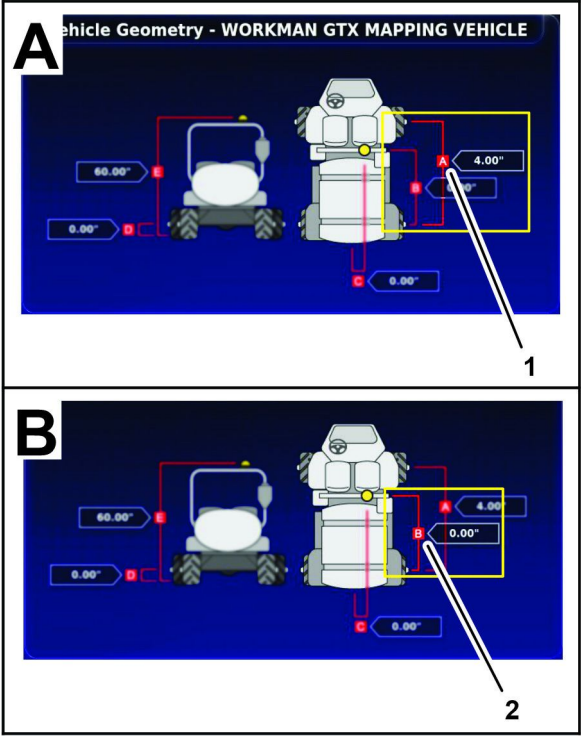 A
ehicle Geometry - WORKMAN GTX MAPPING VEHICLE
60.00"
E
A
4.00"
B
0.00"
D
C
0.00"
1
B
60.00"
E
A
4.00
B
0.00"
0.00"
D
C
0.00"
2